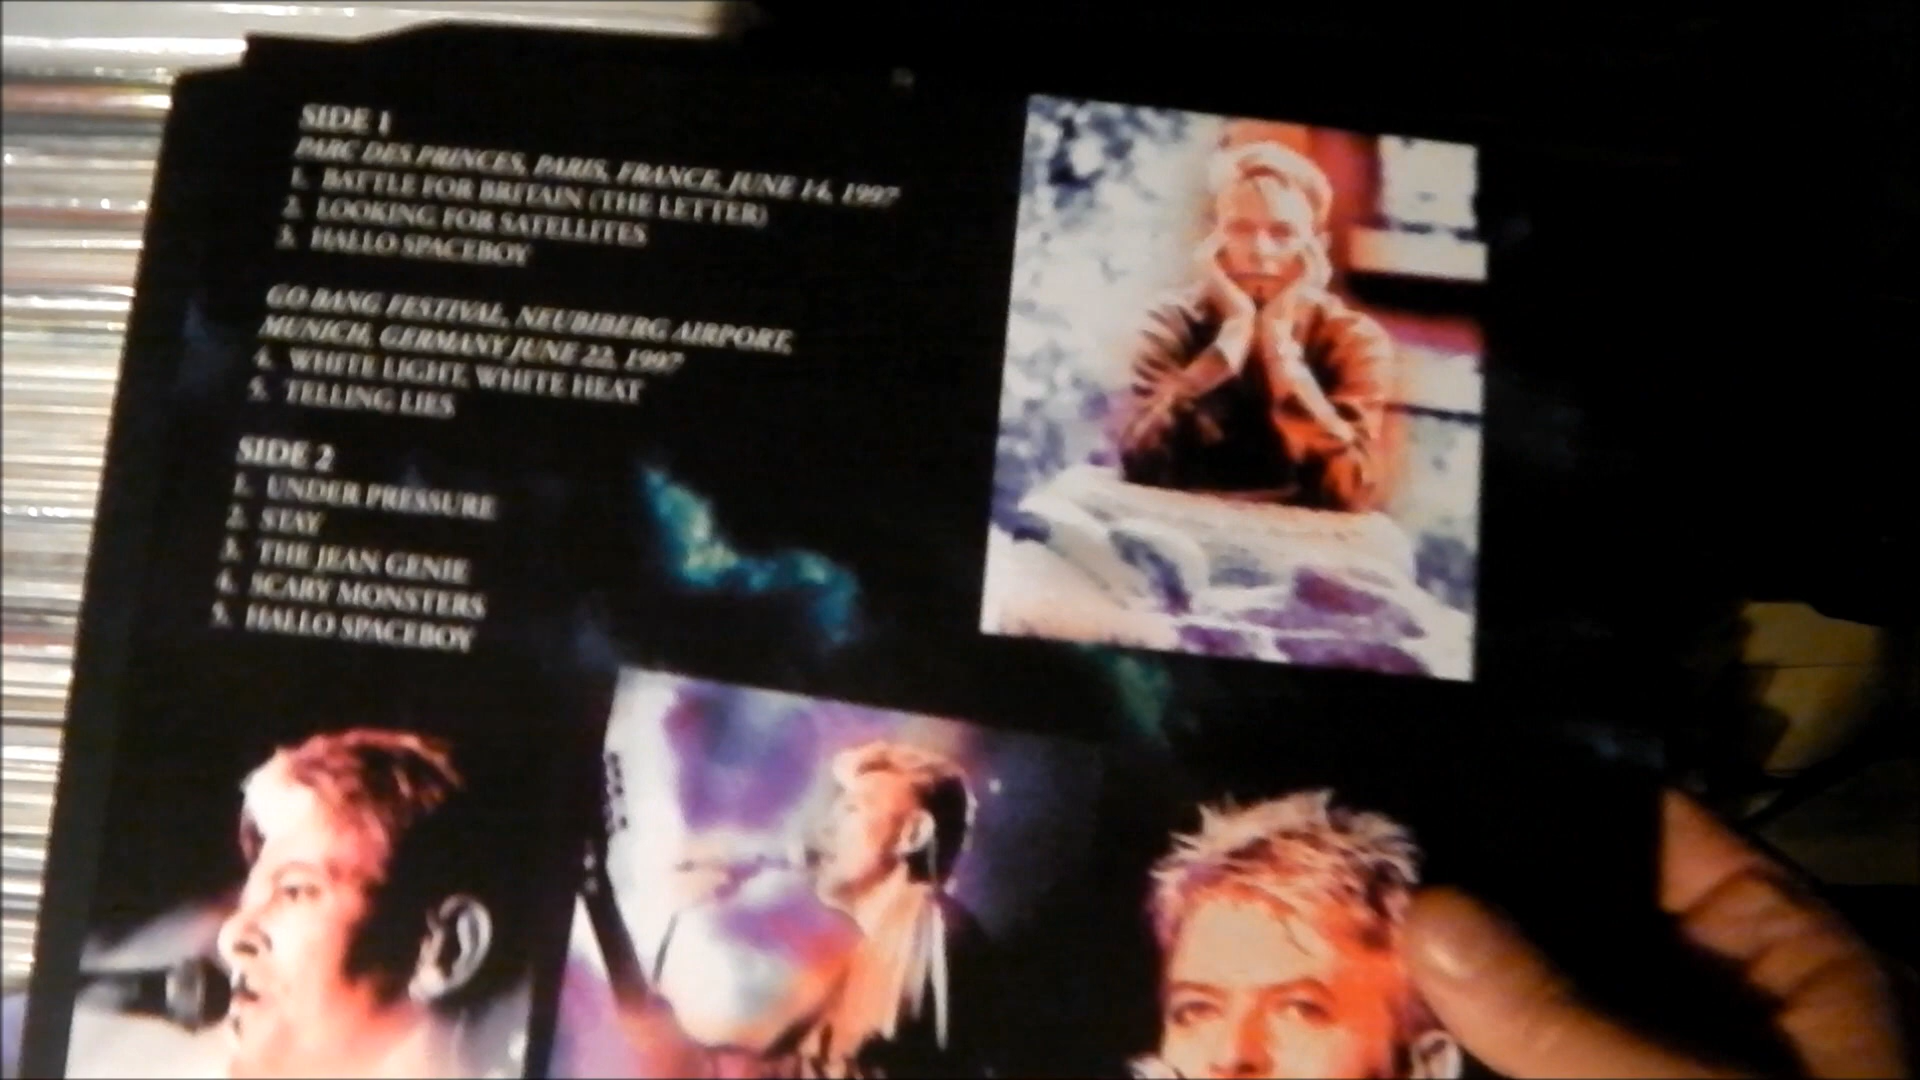 SIDE 1
PARC DES PRINCES, PARIS, FRANCE, JUNE 14, 1997
1. BATTLE FOR BRITAIN (THE LETTER)
2. LOOKING FOR SATELLITES
3. HALLO SPACEBOY
GO BANG FESTIVAL, NEUBIBERG AIRPORT,
MUNICH, GERMANY JUNE 22, 1997
4. WHITE LIGHT, WHITE HEAT
5. TELLING LIES
SIDE 2
1. UNDER PRESSURE
2. STAY
3. THE JEAN GENIE
4. SCARY MONSTERS
5. HALLO SPACEBOY